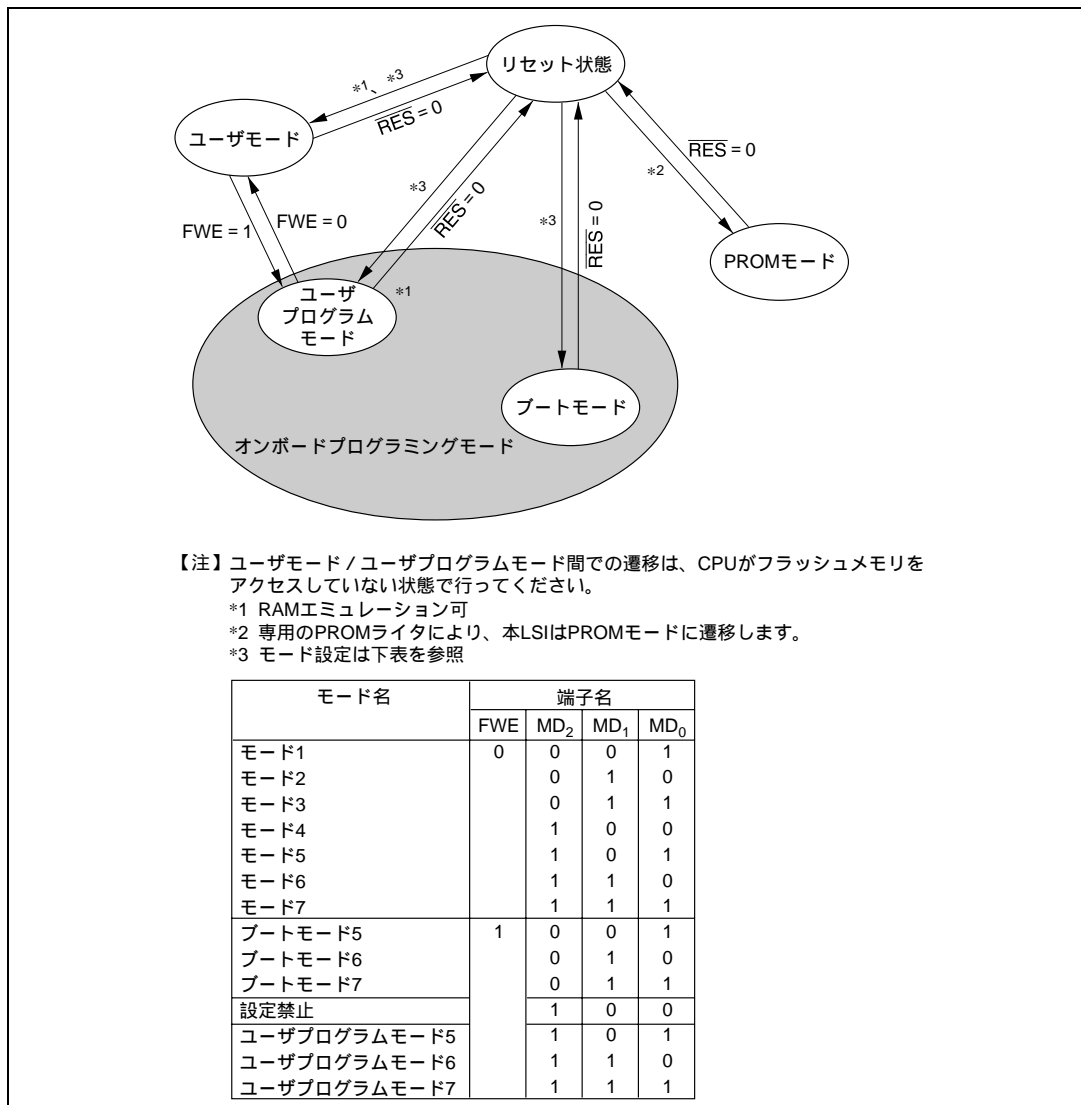 リセット状態
*1、*3
RES = 0
ユーザモード
RES = 0
*3
*2
RES = 0
*3
RES = 0
FWE = 1
FWE = 0
PROMモード
ユーザ
プログラム
モード
*1
ブートモード
オンボードプログラミングモード
【注】ユーザモード / ユーザプログラムモード間での遷移は、CPUがフラッシュメモリを
アクセスしていない状態で行ってください。
*1 RAMエミュレーション可
*2 専用のPROMライタにより、本LSIはPROMモードに遷移します。
*3 モード設定は下表を参照
モード名 端子名
FWE MD2 MD1 MD0
モード1 0 0 0 1
モード2 0 1 0
モード3 0 1 1
モード4 1 0 0
モード5 1 0 1
モード6 1 1 0
モード7 1 1 1
ブートモード5 1 0 0 1
ブートモード6 0 1 0
ブートモード7 0 1 1
設定禁止 1 0 0
ユーザプログラムモード5 1 0 1
ユーザプログラムモード6 1 1 0
ユーザプログラムモード7 1 1 1